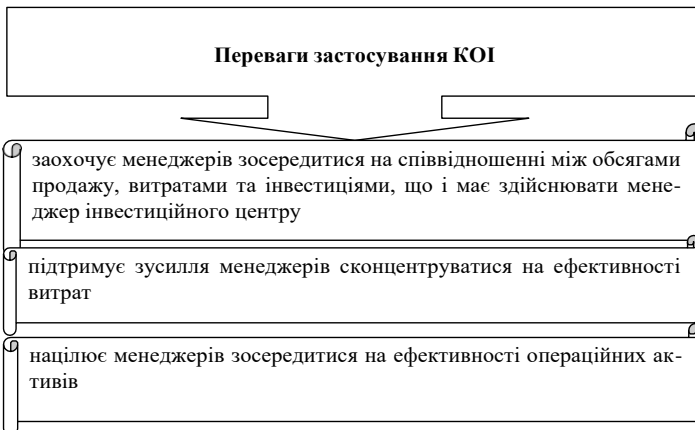 Переваги застосування КОІ
заохочує менеджерів зосередитися на співвідношенні між обсягами
продажу, витратами та інвестиціями, що і має здійснювати мене-
джер інвестиційного центру
підтримує зусилля менеджерів сконцентруватися на ефективності
витрат
націлює менеджерів зосередитися на ефективності операційних ак-
тивів